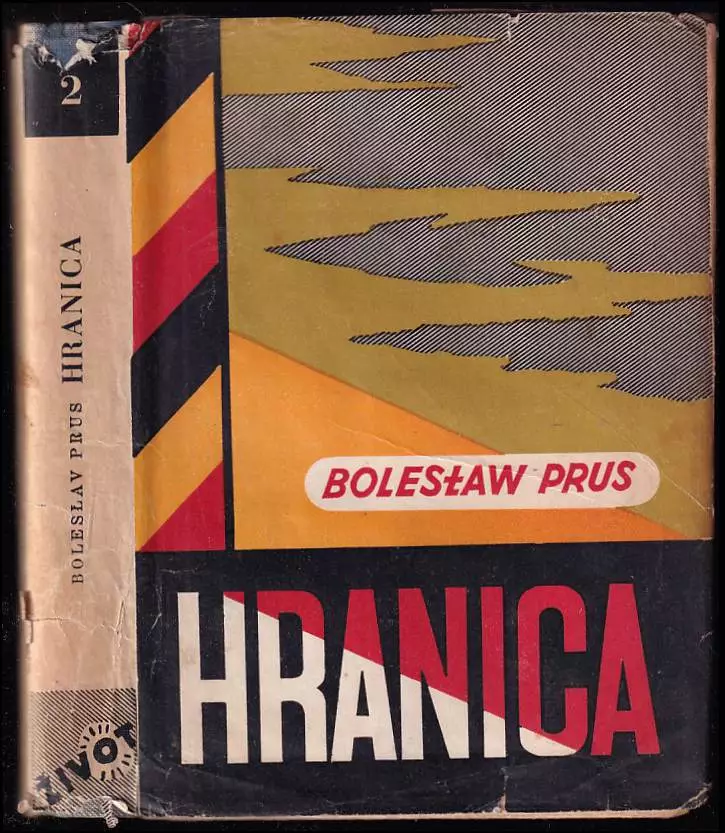 2
BOLESLAV PRUS HRANICA
ŽIVOT
BOLESŁAW PRUS
HRANICA